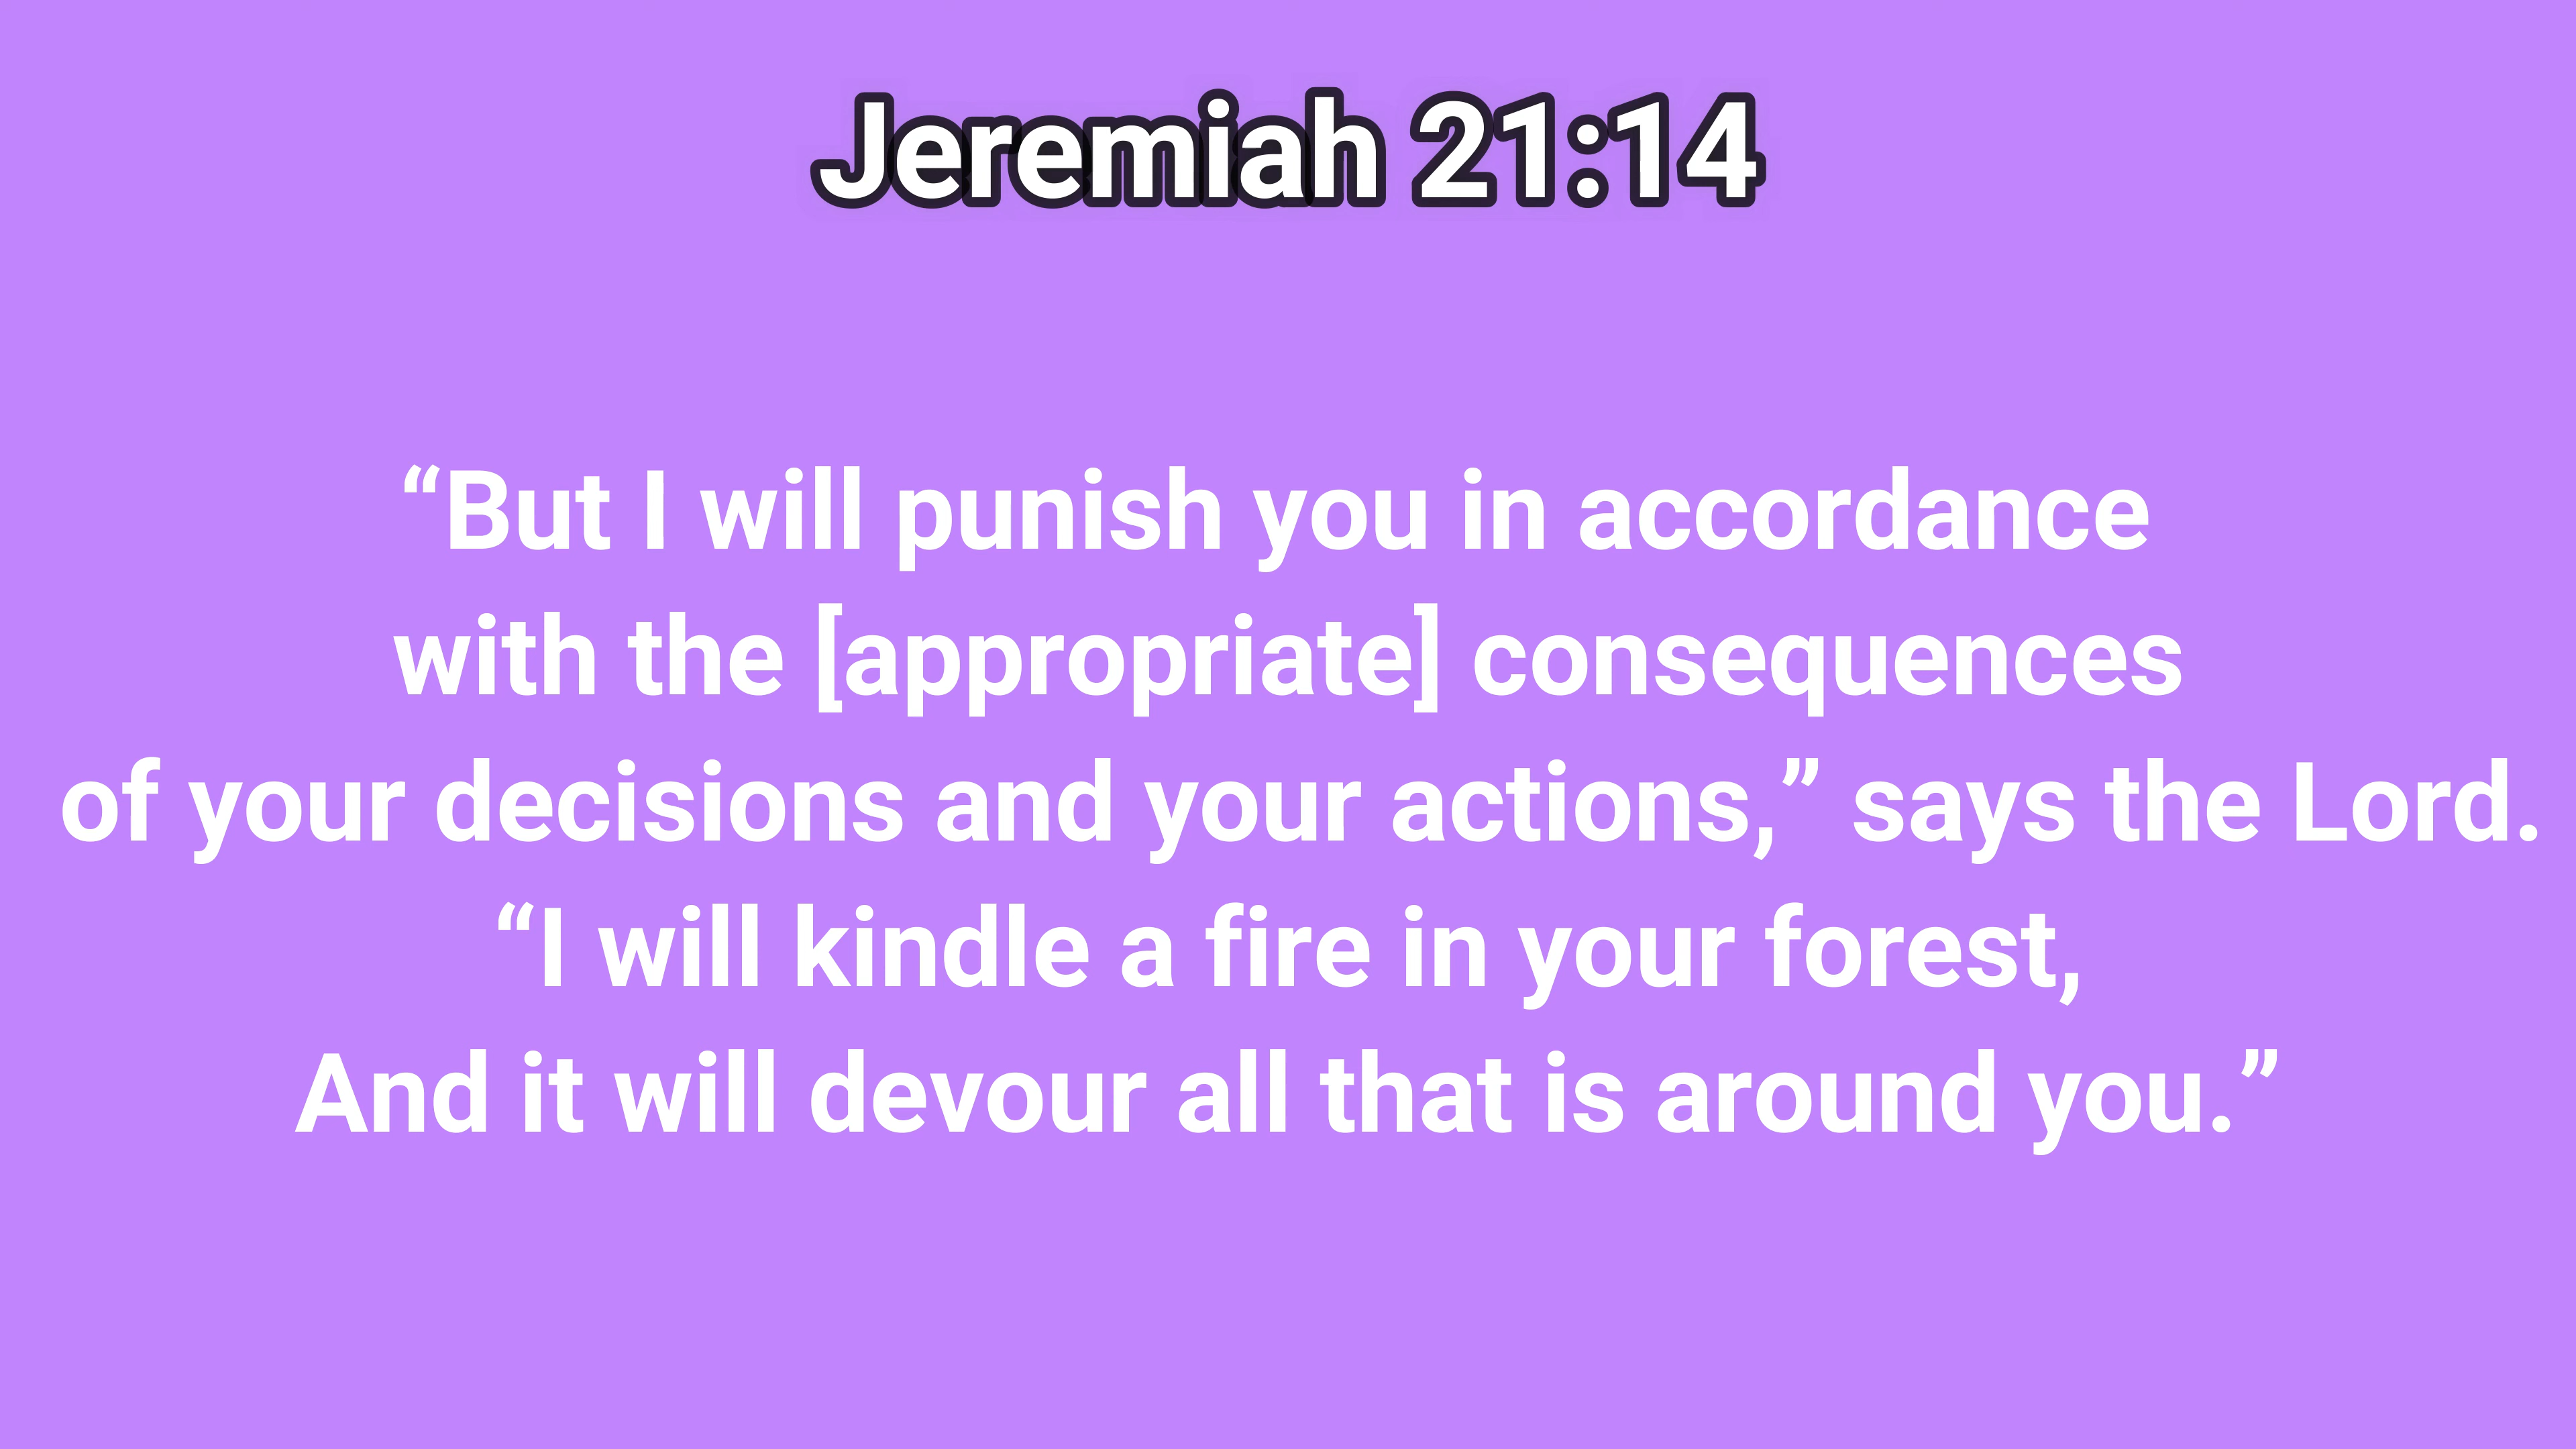 Jeremiah 21:14
“But I will punish you in accordance
with the [appropriate] consequences
of your decisions and your actions,” says the Lord.
“I will kindle a fire in your forest,
And it will devour all that is around you.”